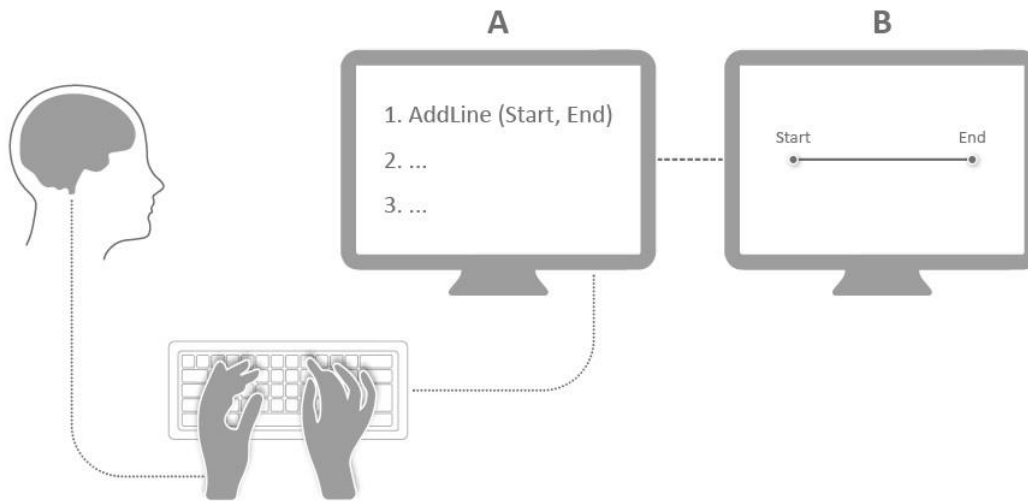 A
B
1. AddLine (Start, End)
2. ...
3. ...
Start
End